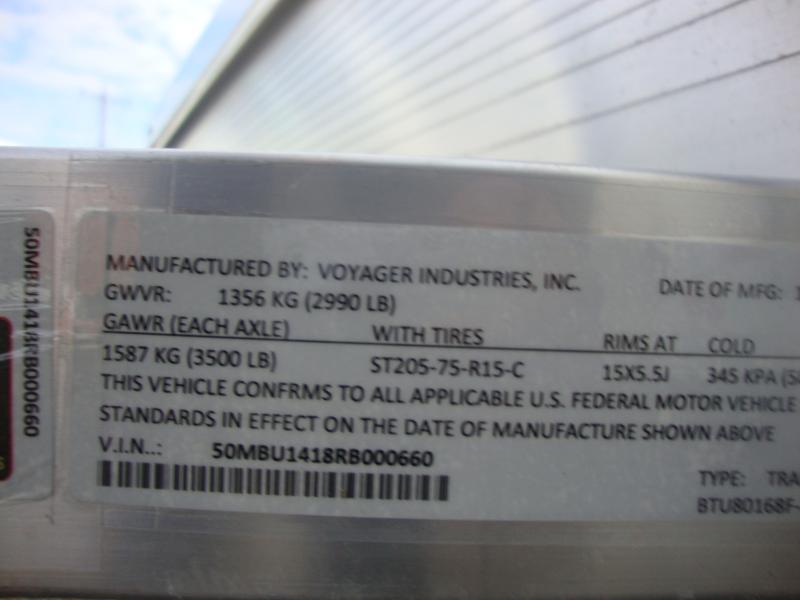 50MBU1418RB000660
MANUFACTURED BY: VOYAGER INDUSTRIES, INC.
DATE OF MFG:
GWVR: 1356 KG (2990 LB)
GAWR (EACH AXLE) WITH TIRES RIMS AT COLD
1587 KG (3500 LB) ST205-75-R15-C 15X5.5J 345 KPA
THIS VEHICLE CONFRMS TO ALL APPLICABLE U.S. FEDERAL MOTOR VEHICLE
STANDARDS IN EFFECT ON THE DATE OF MANUFACTURE SHOWN ABOVE
V.I.N..: 50MBU1418RB000660
TYPE:
BTU80168F-